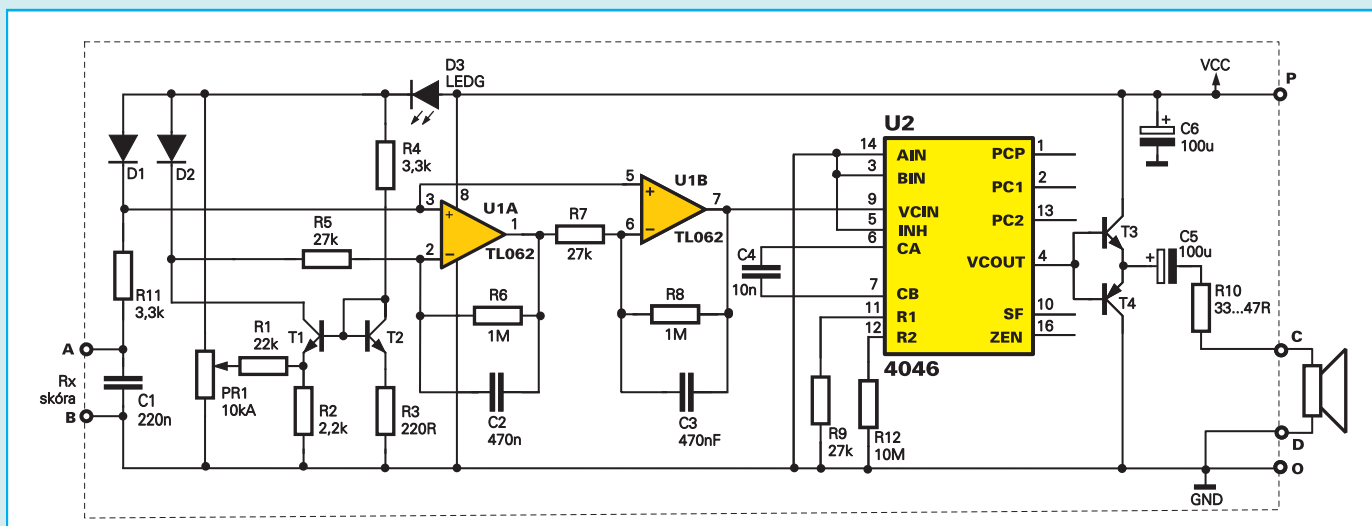 D3
LEDG
VCC
P
D1
D2
R4
3,3k
C6
100u
+
U2
14
AIN
PCP
1
3
BIN
PC1
2
9
VCIN
PC2
13
5
INH
6
CA
VCOUT
4
7
CB
11
R1
SF
10
12
R2
ZEN
16
4046
8
3
+
U1A
1
2
−
TL062
5
+
U1B
7
6
−
TL062
R5
27k
R7
27k
R6
1M
R8
1M
C4
10n
T3
T4
+
C5
100u
R10
33...47R
C
R11
3,3k
A
Rx
skóra
B
C1
220n
R1
22k
T1
T2
PR1
10kA
R2
2,2k
R3
220R
C2
470n
C3
470nF
R9
27k
R12
10M
D
O
GND